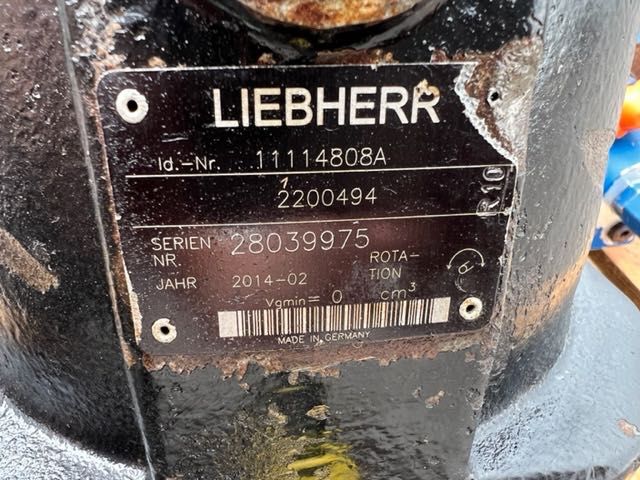 LIEBHERR
Id.-Nr. 11114808A
1
2200494
R10
SERIEN NR. 28039975
JAHR 2014-02 ROTA-TION
Vgmin= 0 cm³
MADE IN GERMANY